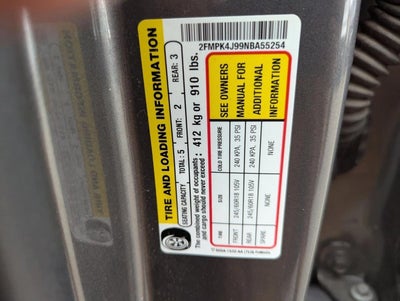 TIRE AND LOADING INFORMATION
SEATING CAPACITY TOTAL: 5 FRONT: 2 REAR: 3
The combined weight of occupants
and cargo should never exceed : 412 kg or 910 lbs.
TIRE SIZE COLD TIRE PRESSURE
FRONT 245/60R18 105V 240 KPA, 35 PSI
REAR 245/60R18 105V 240 KPA, 35 PSI
SPARE NONE NONE
SEE OWNERS
MANUAL FOR
ADDITIONAL
INFORMATION
2FMPK4J99NBA55254